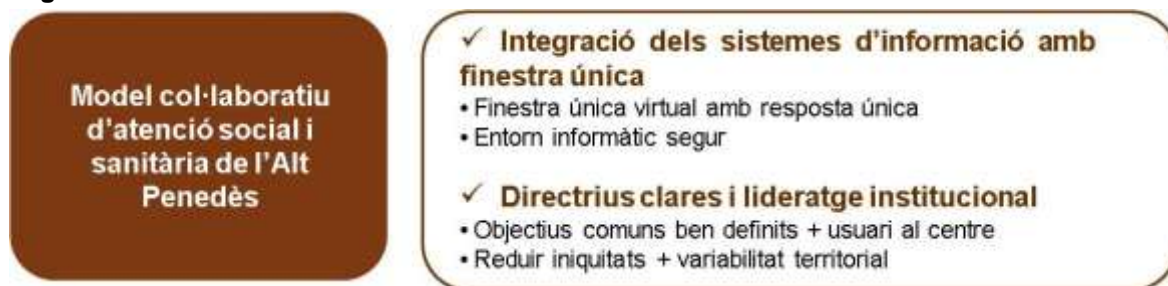 Model col·laboratiu
d'atenció social i
sanitària de l'Alt
Penedès
✓ Integració dels sistemes d'informació amb
finestra única
• Finestra única virtual amb resposta única
• Entorn informàtic segur
✓ Directrius clares i lideratge institucional
• Objectius comuns ben definits + usuari al centre
• Reduir iniquitats + variabilitat territorial